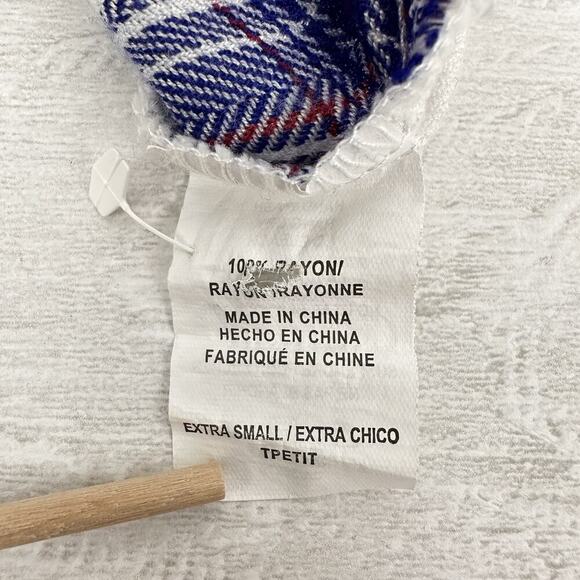 100% RAYON/
RAYON /RAYONNE
MADE IN CHINA
HECHO EN CHINA
FABRIQUÉ EN CHINE
EXTRA SMALL / EXTRA CHICO
TPETIT